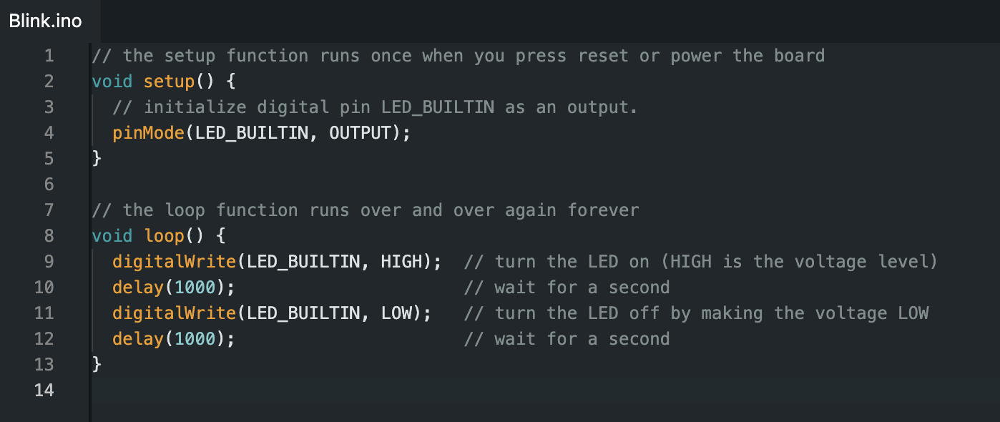 Blink.ino
1 // the setup function runs once when you press reset or power the board
2 void setup() {
3   // initialize digital pin LED_BUILTIN as an output.
4   pinMode(LED_BUILTIN, OUTPUT);
5 }
6
7 // the loop function runs over and over again forever
8 void loop() {
9   digitalWrite(LED_BUILTIN, HIGH);  // turn the LED on (HIGH is the voltage level)
10   delay(1000);                      // wait for a second
11   digitalWrite(LED_BUILTIN, LOW);   // turn the LED off by making the voltage LOW
12   delay(1000);                      // wait for a second
13 }
14